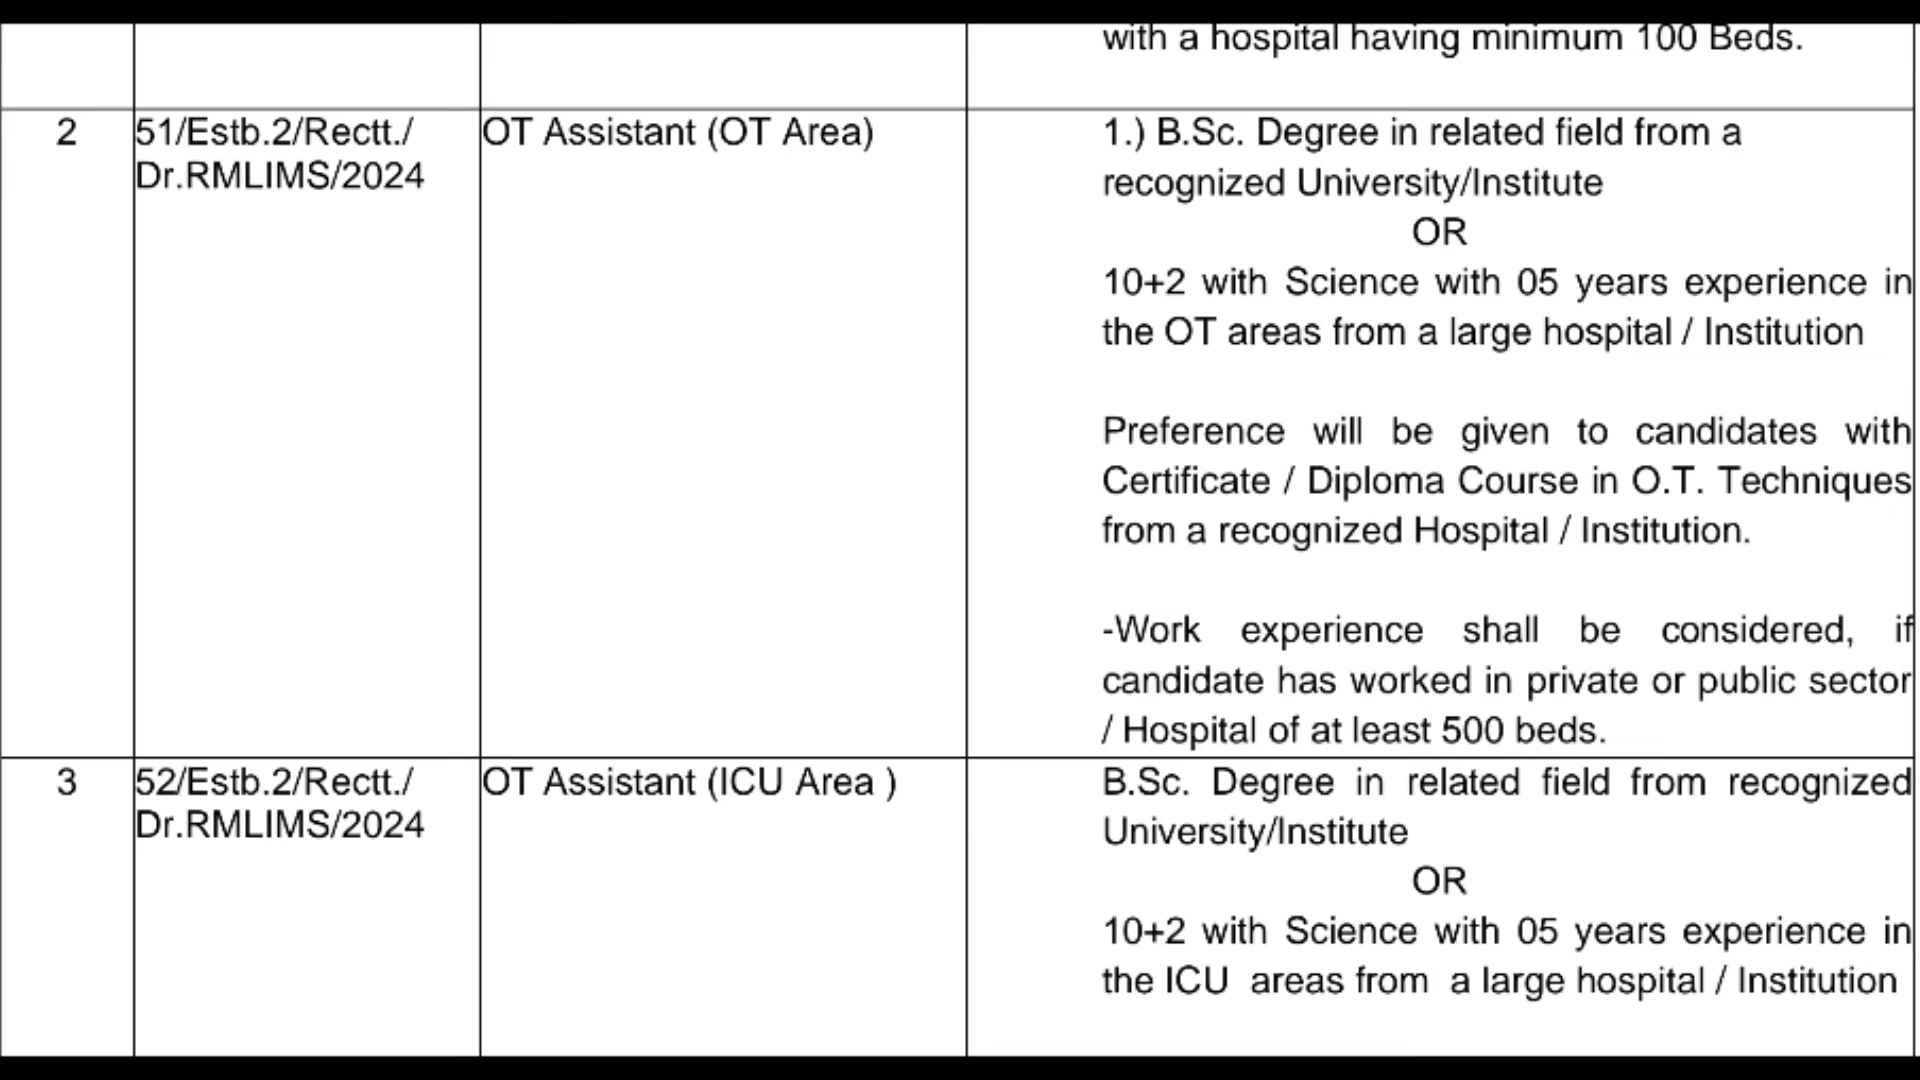 with a hospital having minimum 100 Beds.
2
51/Estb.2/Rectt./
Dr.RMLIMS/2024
OT Assistant (OT Area)
1.) B.Sc. Degree in related field from a
recognized University/Institute
OR
10+2 with Science with 05 years experience in
the OT areas from a large hospital / Institution
Preference will be given to candidates with
Certificate / Diploma Course in O.T. Techniques
from a recognized Hospital / Institution.
-Work experience shall be considered, if
candidate has worked in private or public sector
/ Hospital of at least 500 beds.
3
52/Estb.2/Rectt./
Dr.RMLIMS/2024
OT Assistant (ICU Area )
B.Sc. Degree in related field from recognized
University/Institute
OR
10+2 with Science with 05 years experience in
the ICU areas from a large hospital / Institution